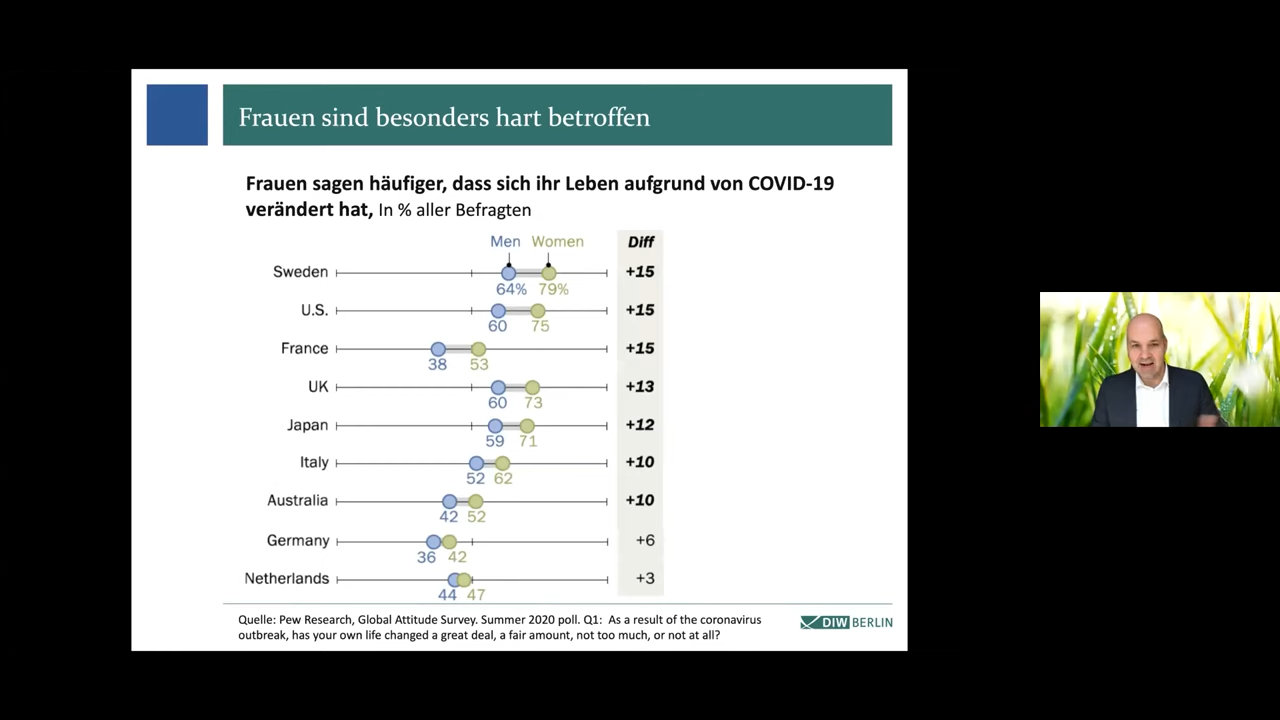 Frauen sind besonders hart betroffen
Frauen sagen häufiger, dass sich ihr Leben aufgrund von COVID-19
verändert hat, In % aller Befragten
Men Women Diff
Sweden +15
64% 79%
U.S. +15
60 75
France +15
38 53
UK +13
60 73
Japan +12
59 71
Italy +10
52 62
Australia +10
42 52
Germany +6
36 42
Netherlands +3
44 47
Quelle: Pew Research, Global Attitude Survey. Summer 2020 poll. Q1: As a result of the coronavirus
outbreak, has your own life changed a great deal, a fair amount, not too much, or not at all?
DIW BERLIN